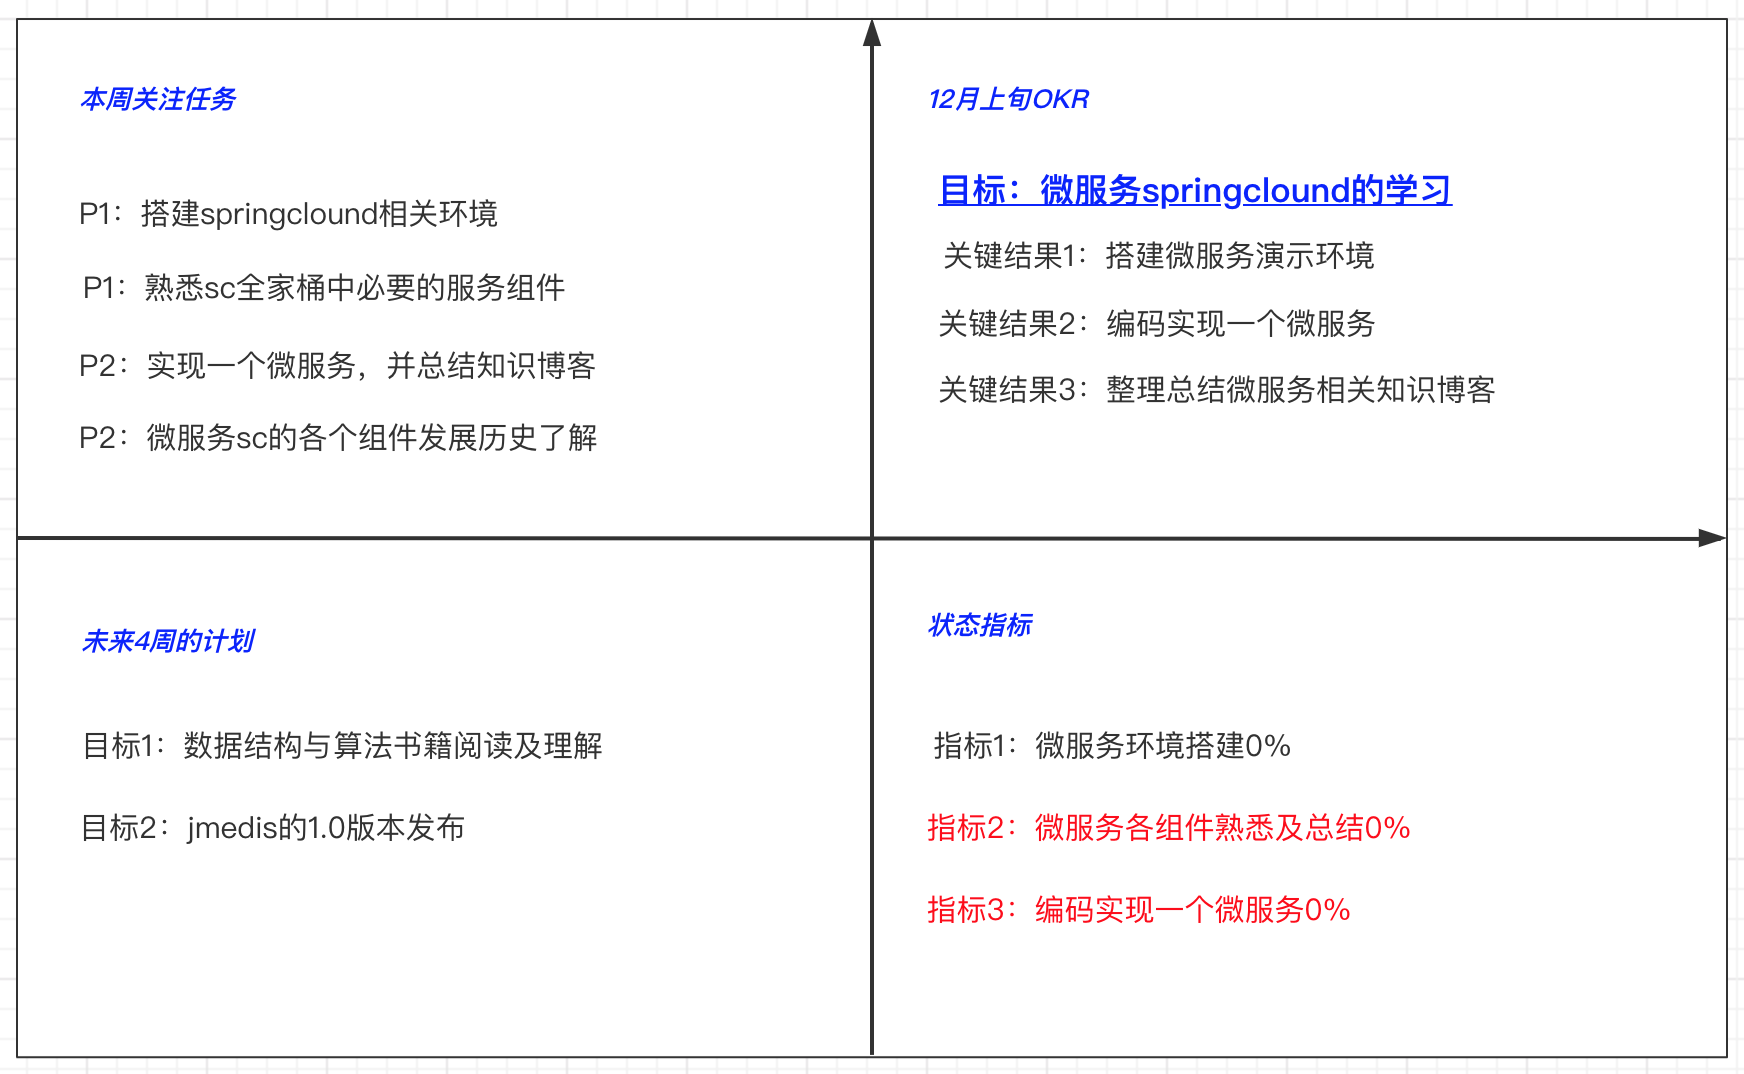 本周关注任务
P1：搭建springclound相关环境
P1：熟悉sc全家桶中必要的服务组件
P2：实现一个微服务，并总结知识博客
P2：微服务sc的各个组件发展历史了解
12月上旬OKR
目标：微服务springclound的学习
关键结果1：搭建微服务演示环境
关键结果2：编码实现一个微服务
关键结果3：整理总结微服务相关知识博客
未来4周的计划
目标1：数据结构与算法书籍阅读及理解
目标2：jmedis的1.0版本发布
状态指标
指标1：微服务环境搭建0%
指标2：微服务各组件熟悉及总结0%
指标3：编码实现一个微服务0%